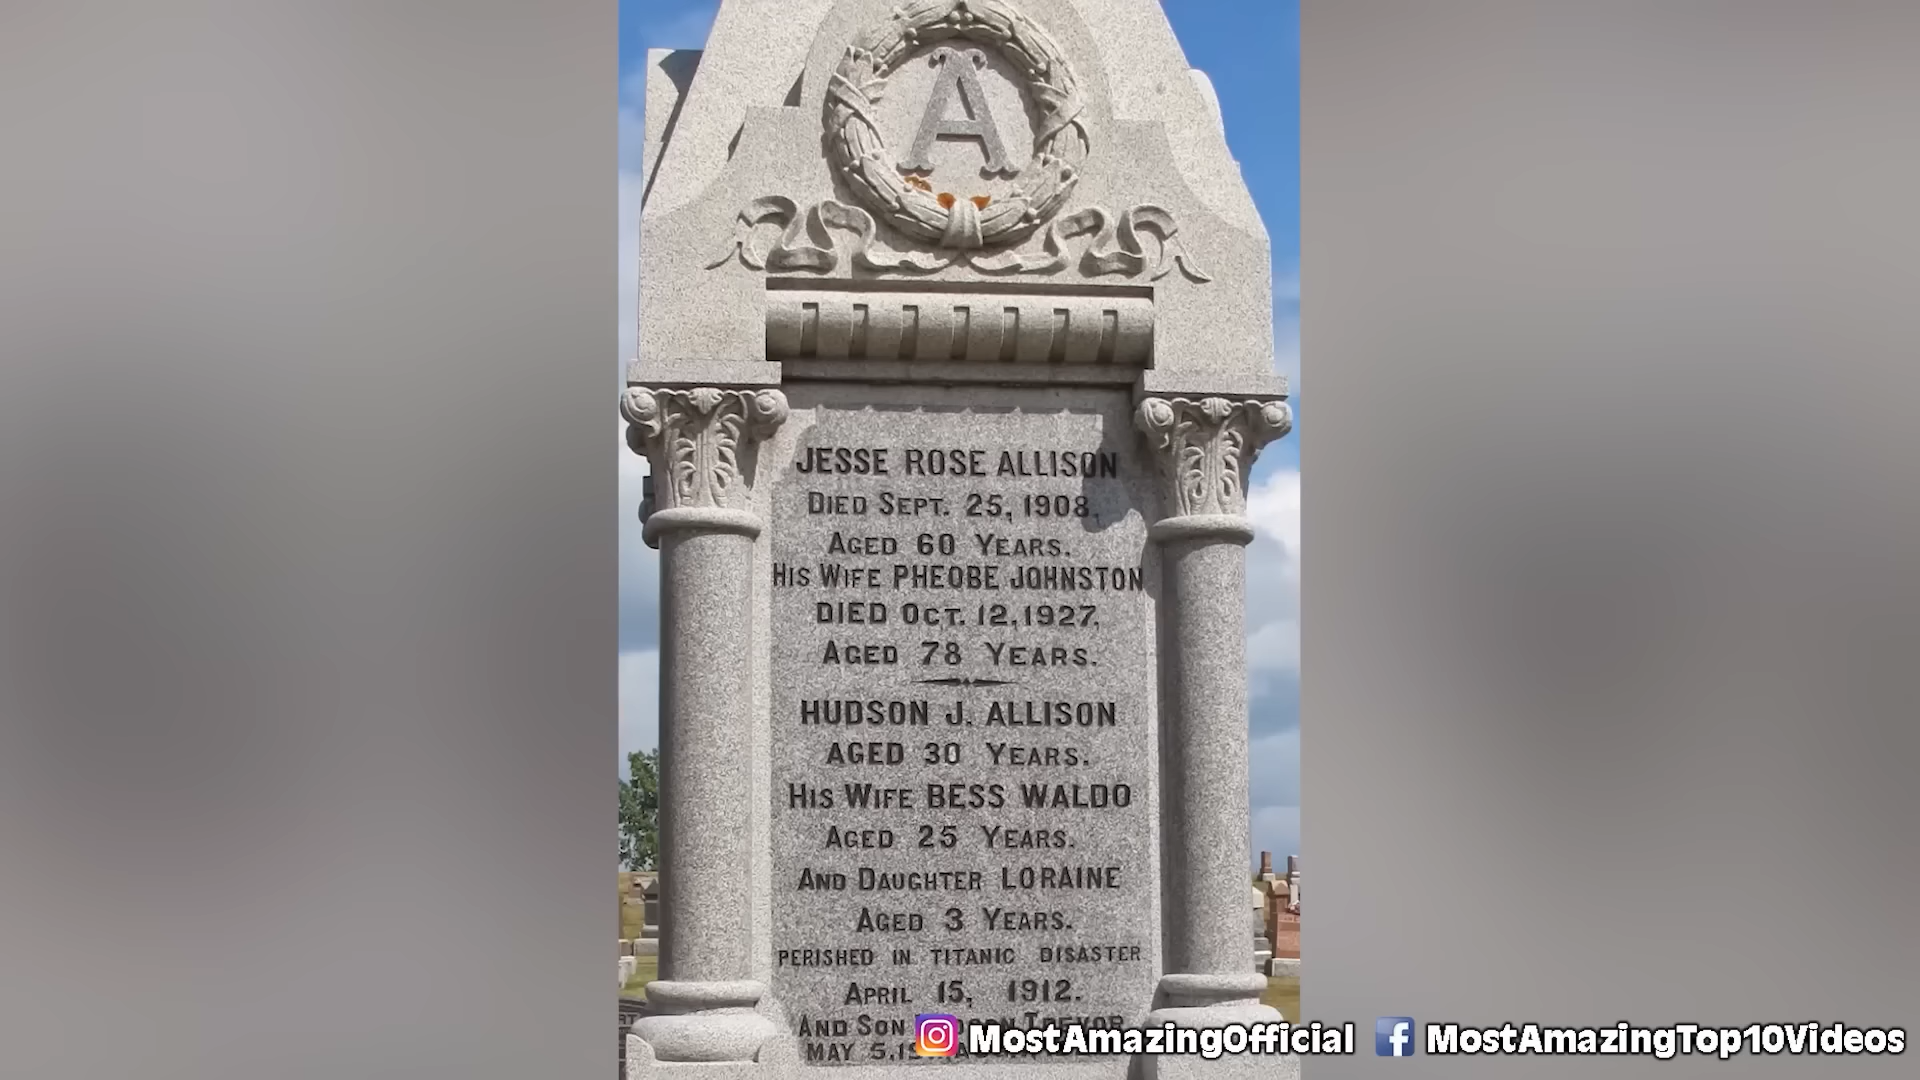 A
JESSE ROSE ALLISON
DIED SEPT. 25, 1908,
AGED 60 YEARS.
HIS WIFE PHEOBE JOHNSTON
DIED OCT. 12, 1927,
AGED 78 YEARS.
HUDSON J. ALLISON
AGED 30 YEARS.
HIS WIFE BESS WALDO
AGED 25 YEARS.
AND DAUGHTER LORAINE
AGED 3 YEARS.
PERISHED IN TITANIC DISASTER
APRIL 15, 1912.
AND SON TREVOR
MAY 5,
MostAmazingOfficial MostAmazingTop10Videos